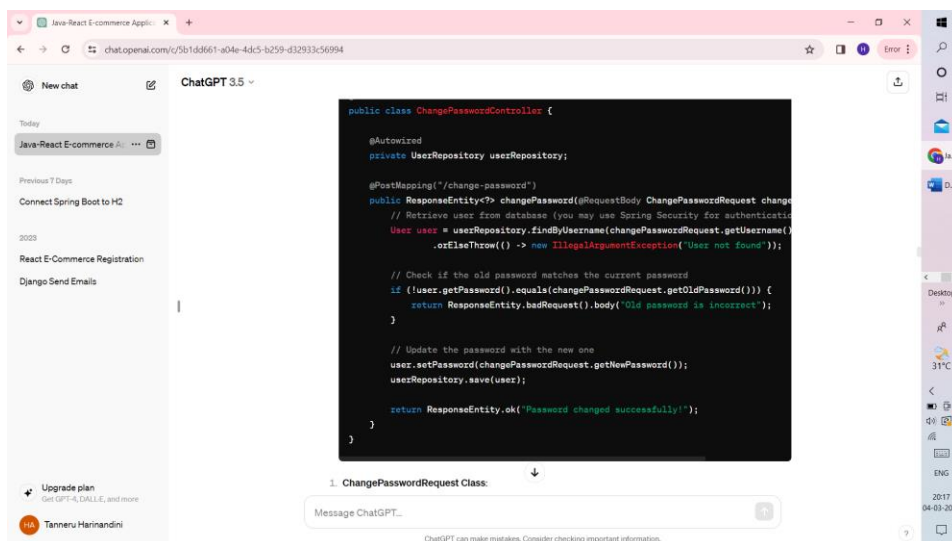 Java-React E-commerce Applic
chat.openai.com/c/5b1dd661-a04e-4dc5-b259-d32933c56994
H
Error
New chat
ChatGPT 3.5
Today
Java-React E-commerce Ap
Previous 7 Days
Connect Spring Boot to H2
2023
React E-Commerce Registration
Django Send Emails
public class ChangePasswordController {
@Autowired
private UserRepository userRepository;
@PostMapping("/change-password")
public ResponseEntity<?> changePassword(@RequestBody ChangePasswordRequest change
// Retrieve user from database (you may use Spring Security for authenticatio
User user = userRepository.findByUsername(changePasswordRequest.getUsername()
.orElseThrow(() -> new IllegalArgumentException("User not found"));
// Check if the old password matches the current password
if (!user.getPassword().equals(changePasswordRequest.getOldPassword())) {
return ResponseEntity.badRequest().body("Old password is incorrect");
}
// Update the password with the new one
user.setPassword(changePasswordRequest.getNewPassword());
userRepository.save(user);
return ResponseEntity.ok("Password changed successfully!");
}
}
1. ChangePasswordRequest Class:
Upgrade plan
Get GPT-4, DALL·E, and more
HA
Tanneru Harinandini
Message ChatGPT...
ChatGPT can make mistakes. Consider checking important information.
?
Ja
D.
Desktop
31°C
ENG
20:17
04-03-20